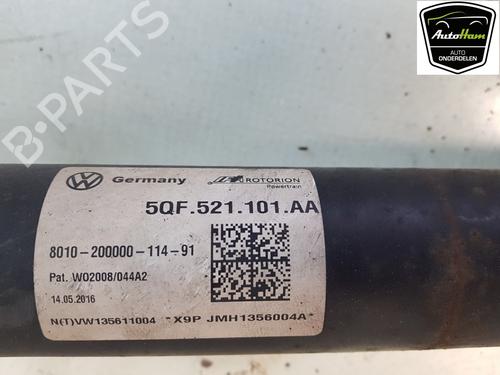 AutoHam
AUTO
ONDERDELEN
B-PARTS
Germany
ROTORION
Powertrain
5QF.521.101.AA
8010-200000-114-91
Pat. WO2008/044A2
14.05.2016
N(T)VW135611004 *X9P JMH1356004A*